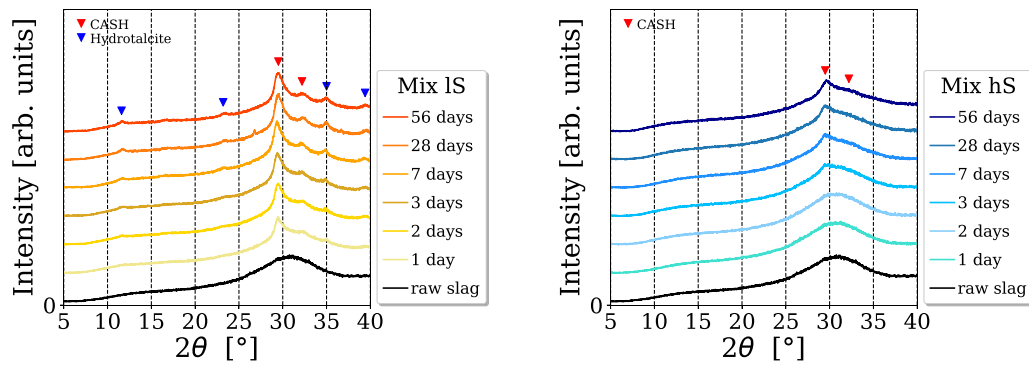 CASH
Hydrotalcite
Intensity [arb. units]
0
5 10 15 20 25 30 35 40
2θ [°]
Mix lS
56 days
28 days
7 days
3 days
2 days
1 day
raw slag
CASH
Intensity [arb. units]
0
5 10 15 20 25 30 35 40
2θ [°]
Mix hS
56 days
28 days
7 days
3 days
2 days
1 day
raw slag